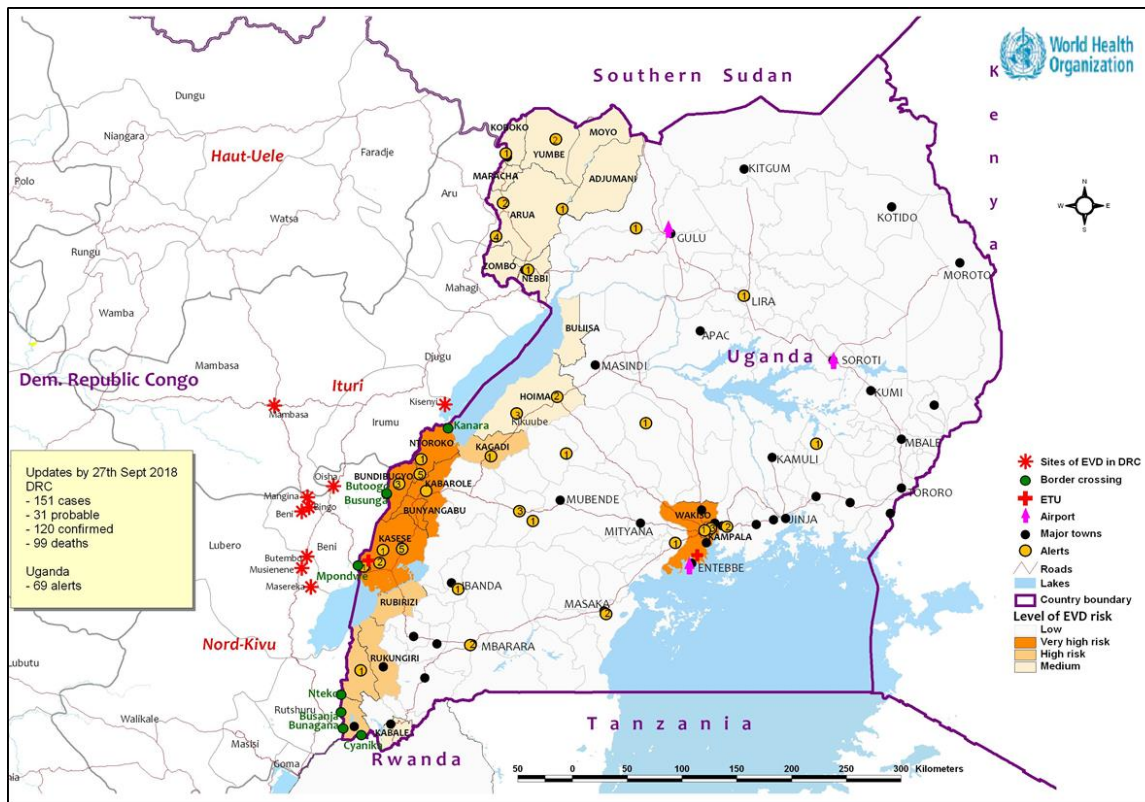 World Health
Organization
Southern Sudan
Kenya
Dungu
Niangara
Haut-Uele
Faradje
Polo
Watsa
Aru
Rungu
Wamba
Mahagi
Mambasa
Djugu
Dem. Republic Congo
Ituri
Kisenyi
Mambasa
Irumu
KOBOKO
MOYO
YUMBE
MARACHA
ADJUMANI
ARUA
ZOMBO
NEBBI
KITGUM
KOTIDO
GULU
MOROTO
LIRA
BULIISA
APAC
Uganda
SOROTI
MASINDI
KUMI
HOIMA
Kikuube
Kanara
NTOROKO
KAGADI
MBALE
KAMULI
BUNDIBUGYO
Butoogo
KABAROLE
Busunga
BUNYANGABU
MUBENDE
TORORO
WAKISO
JINJA
MITYANA
KAMPALA
KASESE
ENTEBBE
Mpondwe
IBANDA
RUBIRIZI
MASAKA
MBARARA
RUKUNGIRI
Nteko
Busanja
Bunagana
KABALE
Cyanika
Rwanda
Tanzania
Oisha
Mangina
Bingo
Beni
Lubero
Beni
Butembo
Musienene
Masereka
Nord-Kivu
Lubutu
Rutshuru
Walikale
Masisi
Goma
Updates by 27th Sept 2018
DRC
- 151 cases
- 31 probable
- 120 confirmed
- 99 deaths
Uganda
- 69 alerts
N
W E
S
Sites of EVD in DRC
Border crossing
ETU
Airport
Major towns
Alerts
Roads
Lakes
Country boundary
Level of EVD risk
Low
Very high risk
High risk
Medium
50 25 0 50 100 150 200 250 300 Kilometers